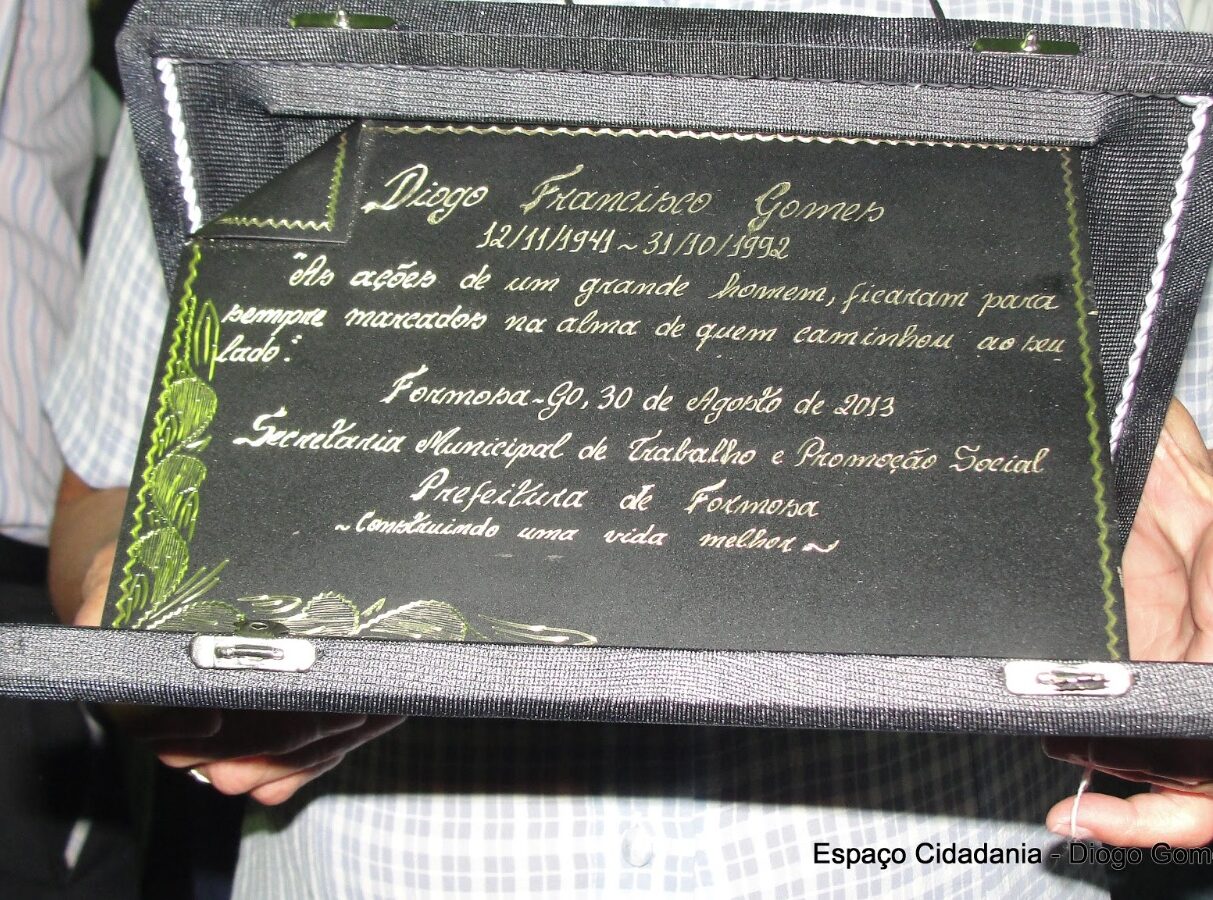 Diogo Francisco Gomes
12/11/1941 ~ 31/10/1992
"As ações de um grande homem, ficaram para
sempre marcados na alma de quem caminhou ao seu
lado".
Formosa-GO, 30 de Agosto de 2013
Secretaria Municipal de Trabalho e Promoção Social
Prefeitura de Formosa
~Construindo uma vida melhor~
Espaço Cidadania - Diogo Gom